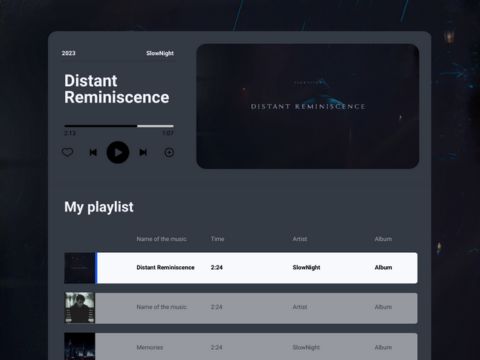 2023 SlowNight
Distant
Reminiscence
2:13 1:07
DISTANT REMINISCENCE
My playlist
Name of the music Time Artist Album
Distant Reminiscence 2:24 SlowNight Album
Name of the music 2:24 Artist Album
Memories 2:24 SlowNight Album